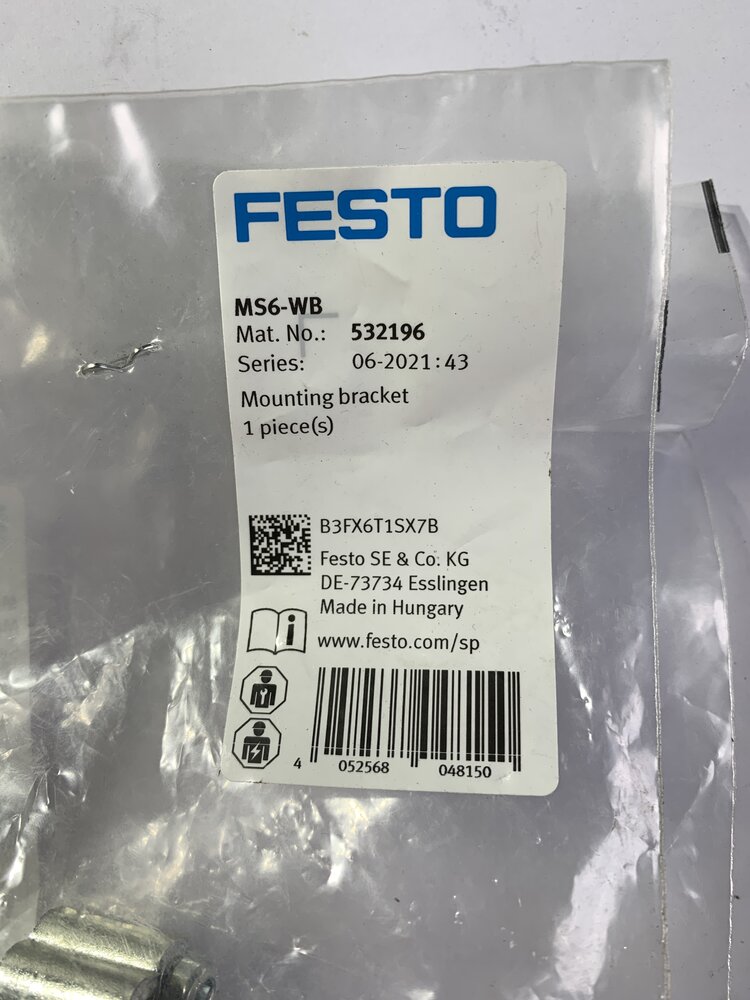 FESTO
MS6-WB
Mat. No.: 532196
Series: 06-2021:43
Mounting bracket
1 piece(s)
B3FX6T1SX7B
Festo SE & Co. KG
DE-73734 Esslingen
Made in Hungary
www.festo.com/sp
4 052568 048150